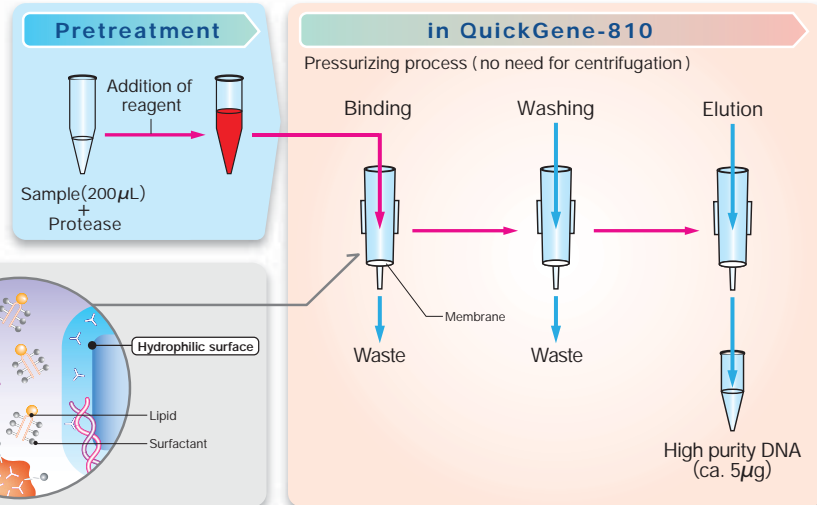 Pretreatment
Addition of
reagent
Sample(200μL)
+
Protease
in QuickGene-810
Pressurizing process (no need for centrifugation)
Binding
Washing
Elution
Membrane
Waste
Waste
High purity DNA
(ca. 5μg)
Hydrophilic surface
Lipid
Surfactant